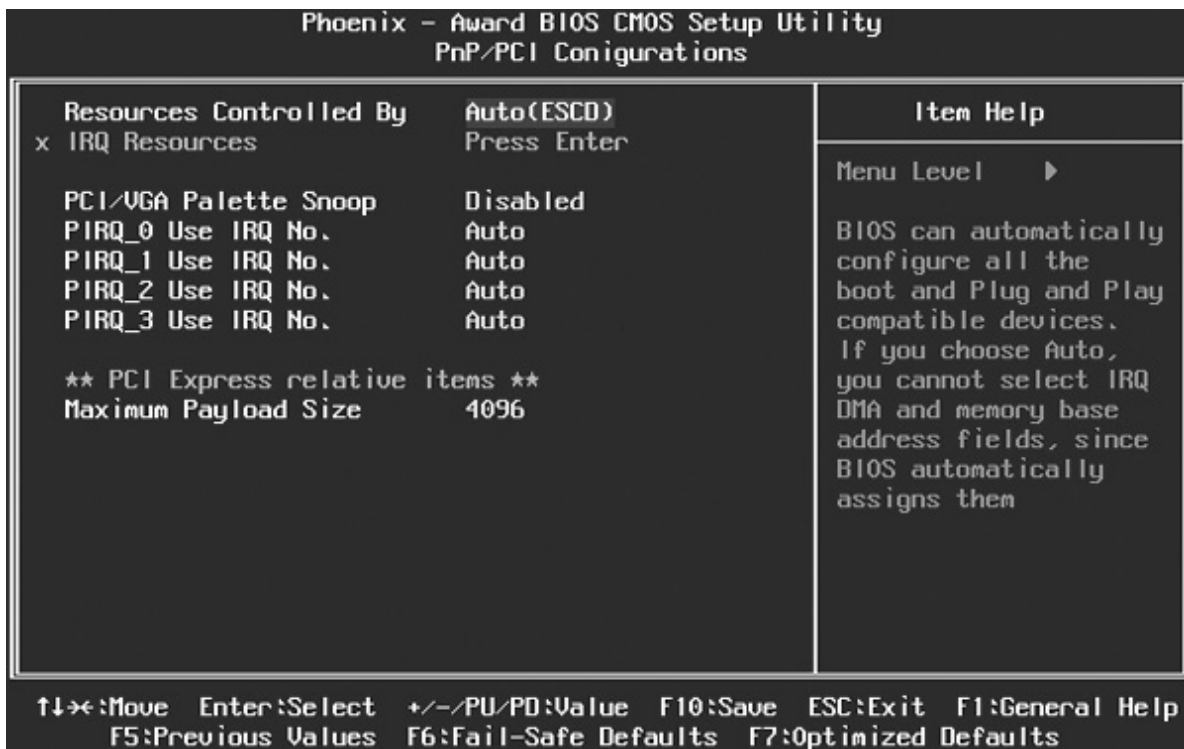 Phoenix - Award BIOS CMOS Setup Utility
PnP/PCI Conigurations
Resources Controlled By Auto(ESCD)
x IRQ Resources Press Enter
PCI/VGA Palette Snoop Disabled
PIRQ_0 Use IRQ No. Auto
PIRQ_1 Use IRQ No. Auto
PIRQ_2 Use IRQ No. Auto
PIRQ_3 Use IRQ No. Auto
** PCI Express relative items **
Maximum Payload Size 4096
Item Help
Menu Level ▶
BIOS can automatically
configure all the
boot and Plug and Play
compatible devices.
If you choose Auto,
you cannot select IRQ
DMA and memory base
address fields, since
BIOS automatically
assigns them
↑↓→←:Move Enter:Select +/-/PU/PD:Value F10:Save ESC:Exit F1:General Help
F5:Previous Values F6:Fail-Safe Defaults F7:Optimized Defaults